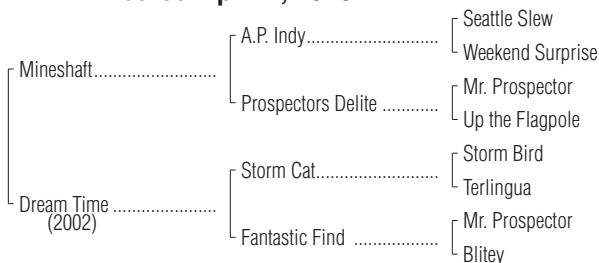 Seattle Slew
A.P. Indy........................
Weekend Surprise
Mineshaft......................
Mr. Prospector
Prospectors Delite ..........
Up the Flagpole
Storm Bird
Storm Cat......................
Terlingua
Dream Time ..................
(2002)
Mr. Prospector
Fantastic Find ...............
Blitey